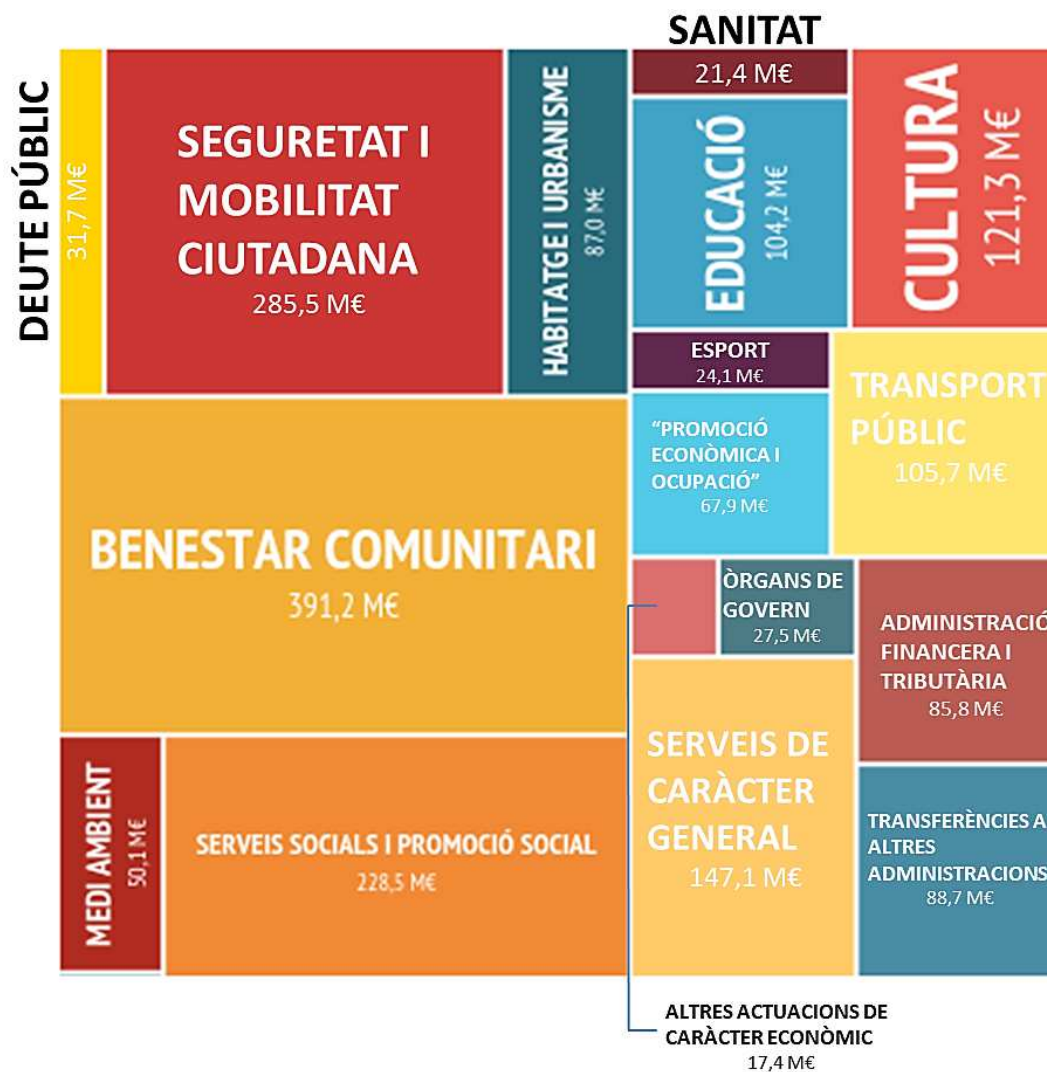 DEUTE PÚBLIC
31,7 M€
SEGURETAT I
MOBILITAT
CIUTADANA
285,5 M€
HABITATGE I URBANISME
87,0 M€
SANITAT
21,4 M€
EDUCACIÓ
104,2 M€
CULTURA
121,3 M€
ESPORT
24,1 M€
"PROMOCIÓ
ECONÒMICA I
OCUPACIÓ"
67,9 M€
TRANSPORT
PÚBLIC
105,7 M€
BENESTAR COMUNITARI
391,2 M€
ÒRGANS DE
GOVERN
27,5 M€
ADMINISTRACIÓ
FINANCERA I
TRIBUTÀRIA
85,8 M€
MEDI AMBIENT
50,1 M€
SERVEIS SOCIALS I PROMOCIÓ SOCIAL
228,5 M€
SERVEIS DE
CARÀCTER
GENERAL
147,1 M€
TRANSFERÈNCIES A
ALTRES
ADMINISTRACIONS
88,7 M€
ALTRES ACTUACIONS DE
CARÀCTER ECONÒMIC
17,4 M€